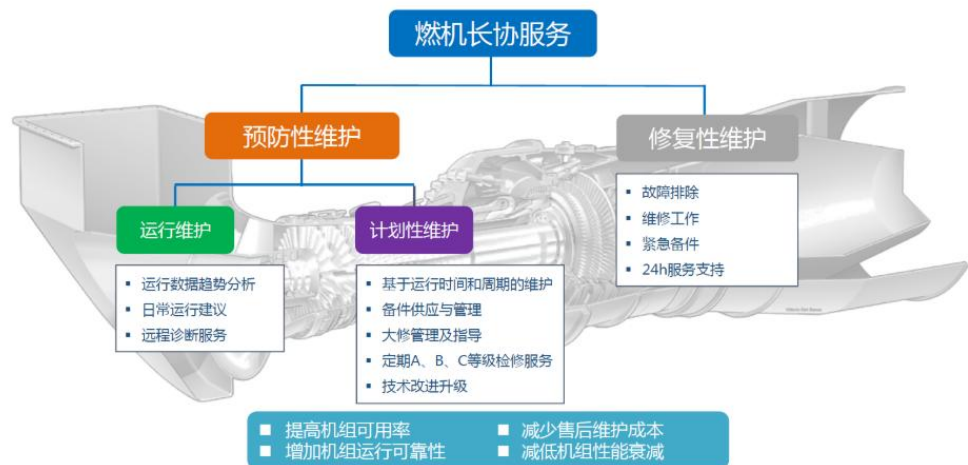 燃机长协服务
预防性维护
修复性维护
运行维护
计划性维护
运行数据趋势分析
日常运行建议
远程诊断服务
基于运行时间和周期的维护
备件供应与管理
大修管理及指导
定期A、B、C等级检修服务
技术改进升级
故障排除
维修工作
紧急备件
24h服务支持
提高机组可用率
增加机组运行可靠性
减少售后维护成本
减低机组性能衰减